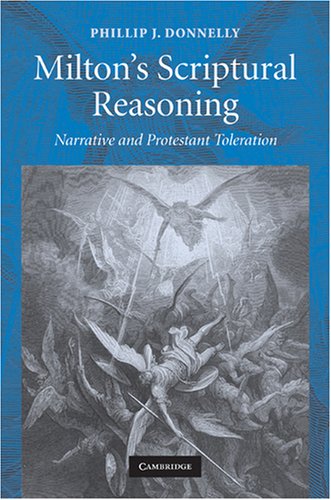 PHILLIP J. DONNELLY
Milton's Scriptural
Reasoning
Narrative and Protestant Toleration
CAMBRIDGE